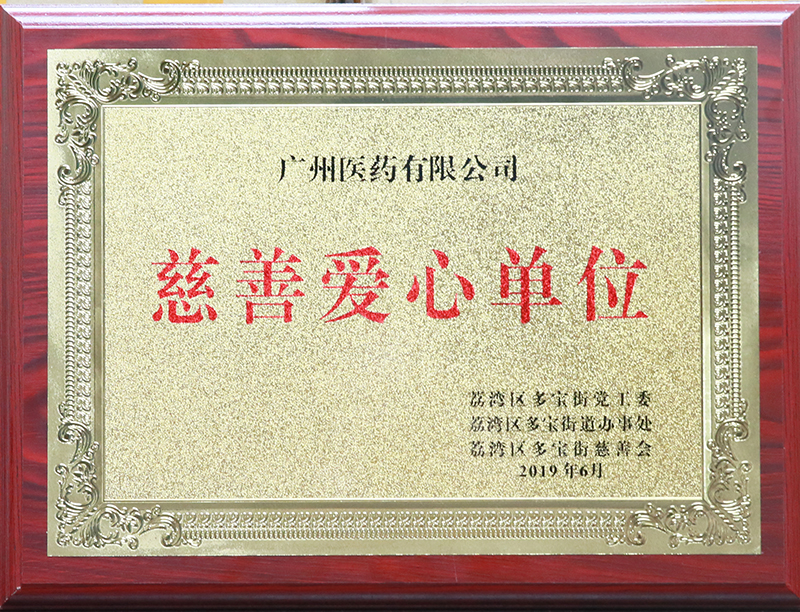 广州医药有限公司
慈善爱心单位
荔湾区多宝街党工委
荔湾区多宝街道办事处
荔湾区多宝街慈善会
2019年6月